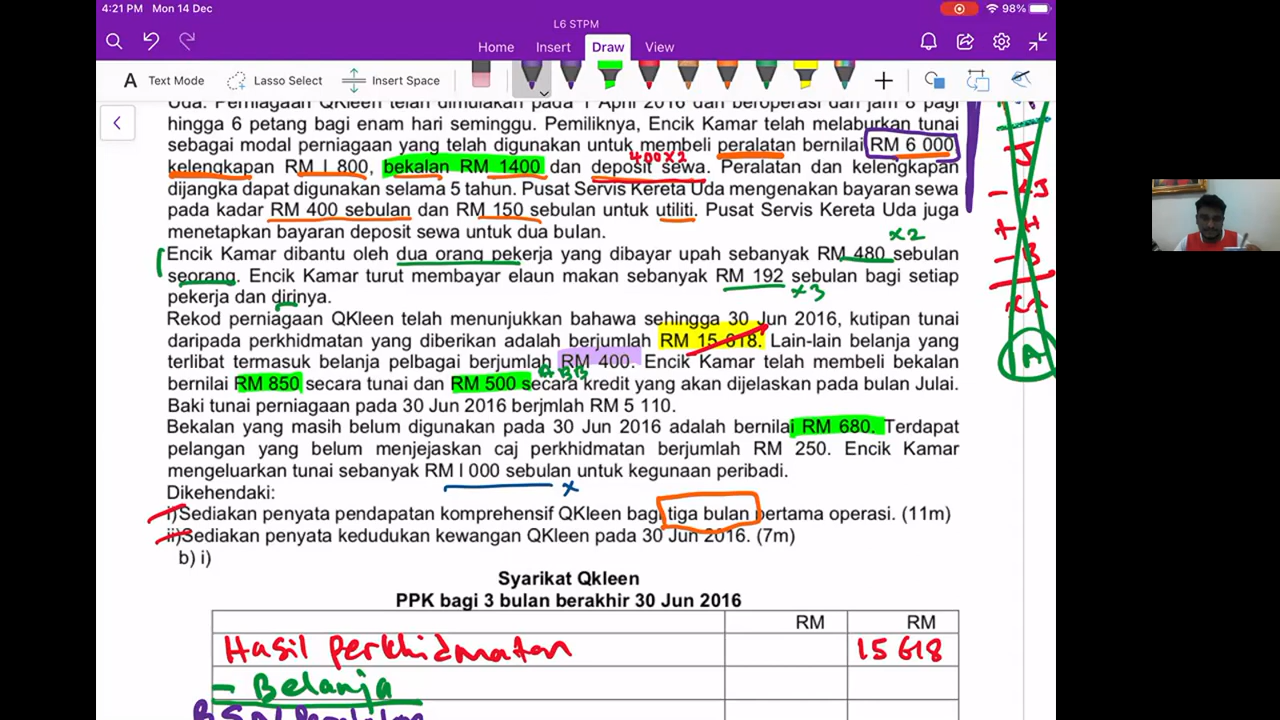 4:21 PM Mon 14 Dec
98%
L6 STPM
Home Insert Draw View
A Text Mode Lasso Select Insert Space
Uda. Perniagaan QKleen telah dimulakan pada 1 April 2016 dan beroperasi dari jam 8 pagi
hingga 6 petang bagi enam hari seminggu. Pemiliknya, Encik Kamar telah melaburkan tunai
sebagai modal perniagaan yang telah digunakan untuk membeli peralatan bernilai RM 6 000
400x2
kelengkapan RM I 800, bekalan RM 1400 dan deposit sewa. Peralatan dan kelengkapan
dijangka dapat digunakan selama 5 tahun. Pusat Servis Kereta Uda mengenakan bayaran sewa
pada kadar RM 400 sebulan dan RM 150 sebulan untuk utiliti. Pusat Servis Kereta Uda juga
menetapkan bayaran deposit sewa untuk dua bulan.
x2
Encik Kamar dibantu oleh dua orang pekerja yang dibayar upah sebanyak RM 480 sebulan
seorang. Encik Kamar turut membayar elaun makan sebanyak RM 192 sebulan bagi setiap
x3
pekerja dan dirinya.
Rekod perniagaan QKleen telah menunjukkan bahawa sehingga 30 Jun 2016, kutipan tunai
daripada perkhidmatan yang diberikan adalah berjumlah RM 15 618. Lain-lain belanja yang
terlibat termasuk belanja pelbagai berjumlah RM 400. Encik Kamar telah membeli bekalan
ABB
bernilai RM 850 secara tunai dan RM 500 secara kredit yang akan dijelaskan pada bulan Julai.
Baki tunai perniagaan pada 30 Jun 2016 berjmlah RM 5 110.
Bekalan yang masih belum digunakan pada 30 Jun 2016 adalah bernilai RM 680. Terdapat
pelangan yang belum menjejaskan caj perkhidmatan berjumlah RM 250. Encik Kamar
mengeluarkan tunai sebanyak RM I 000 sebulan untuk kegunaan peribadi.
x
Dikehendaki:
i)Sediakan penyata pendapatan komprehensif QKleen bagi tiga bulan pertama operasi. (11m)
ii)Sediakan penyata kedudukan kewangan QKleen pada 30 Jun 2016. (7m)
b) i)
Syarikat Qkleen
PPK bagi 3 bulan berakhir 30 Jun 2016
RM RM
Hasil perkhidmatan 15 618
- Belanja
A